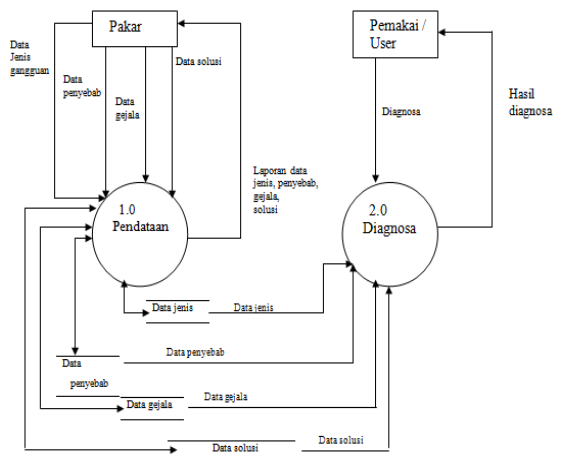 Pakar
Pemakai /
User
Data
Jenis
gangguan
Data
penyebab
Data
gejala
Data solusi
Diagnosa
Hasil
diagnosa
Laporan data
jenis, penyebab,
gejala,
solusi
1.0
Pendataan
2.0
Diagnosa
Data jenis
Data jenis
Data
penyebab
Data penyebab
Data gejala
Data gejala
Data solusi
Data solusi